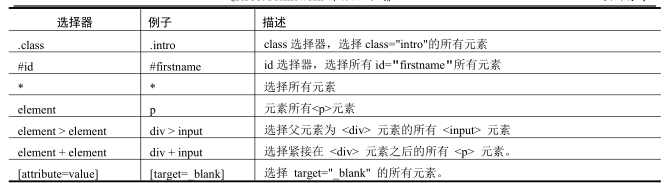 选择器 例子 描述
.class .intro class 选择器，选择 class="intro"的所有元素
#id #firstname id 选择器，选择所有 id="firstname"所有元素
* * 选择所有元素
element p 元素所有<p>元素
element > element div > input 选择父元素为 <div> 元素的所有 <input> 元素
element + element div + input 选择紧接在 <div> 元素之后的所有 <p> 元素。
[attribute=value] [target=_blank] 选择 target="_blank" 的所有元素。